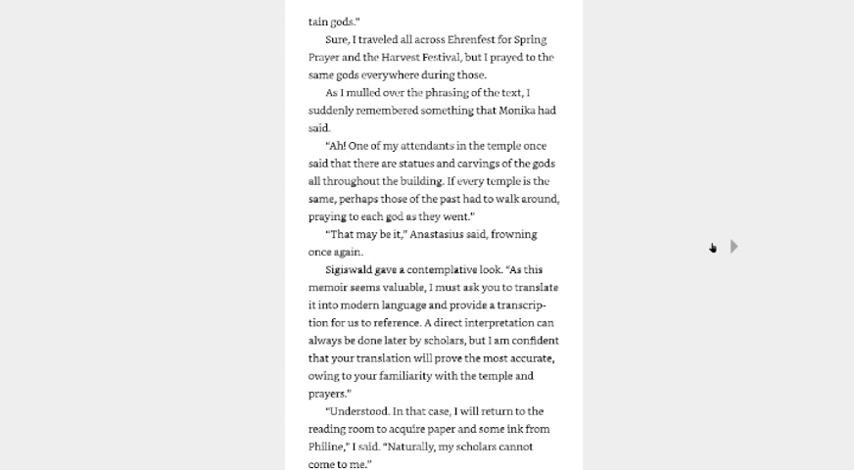 tain gods.”
Sure, I traveled all across Ehrenfest for Spring
Prayer and the Harvest Festival, but I prayed to the
same gods everywhere during those.
As I mulled over the phrasing of the text, I
suddenly remembered something that Monika had
said.
“Ah! One of my attendants in the temple once
said that there are statues and carvings of the gods
all throughout the building. If every temple is the
same, perhaps those of the past had to walk around,
praying to each god as they went.”
“That may be it,” Anastasius said, frowning
once again.
Sigiswald gave a contemplative look. “As this
memoir seems valuable, I must ask you to translate
it into modern language and provide a transcrip-
tion for us to reference. A direct interpretation can
always be done later by scholars, but I am confident
that your translation will prove the most accurate,
owing to your familiarity with the temple and
prayers.”
“Understood. In that case, I will return to the
reading room to acquire paper and some ink from
Philine,” I said. “Naturally, my scholars cannot
come to me.”